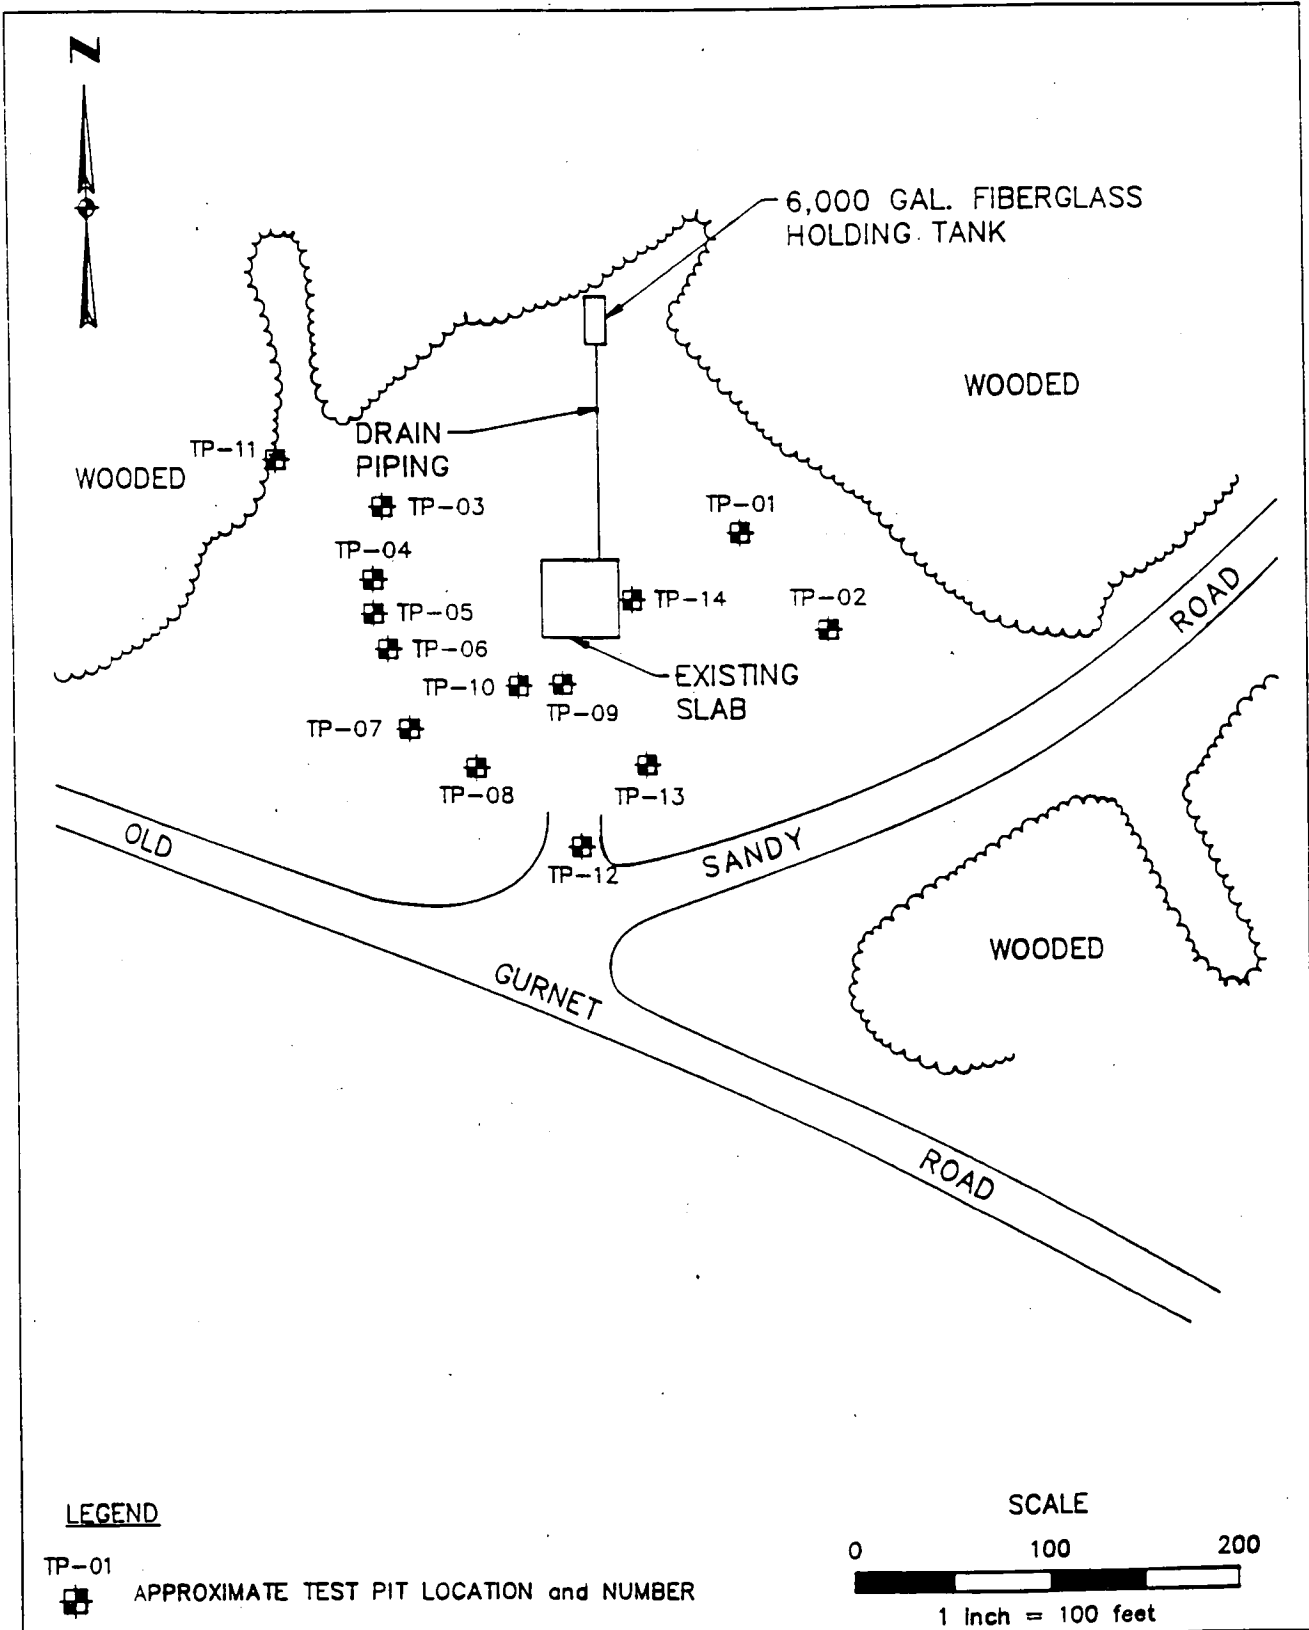 N
6,000 GAL. FIBERGLASS
HOLDING TANK
WOODED
DRAIN
PIPING
TP-11
WOODED
TP-03
TP-01
TP-04
TP-14
TP-02
TP-05
ROAD
TP-06
EXISTING
SLAB
TP-10
TP-09
TP-07
TP-08
TP-13
OLD
SANDY
TP-12
WOODED
GURNET
ROAD
LEGEND
SCALE
0 100 200
TP-01
APPROXIMATE TEST PIT LOCATION and NUMBER
1 inch = 100 feet